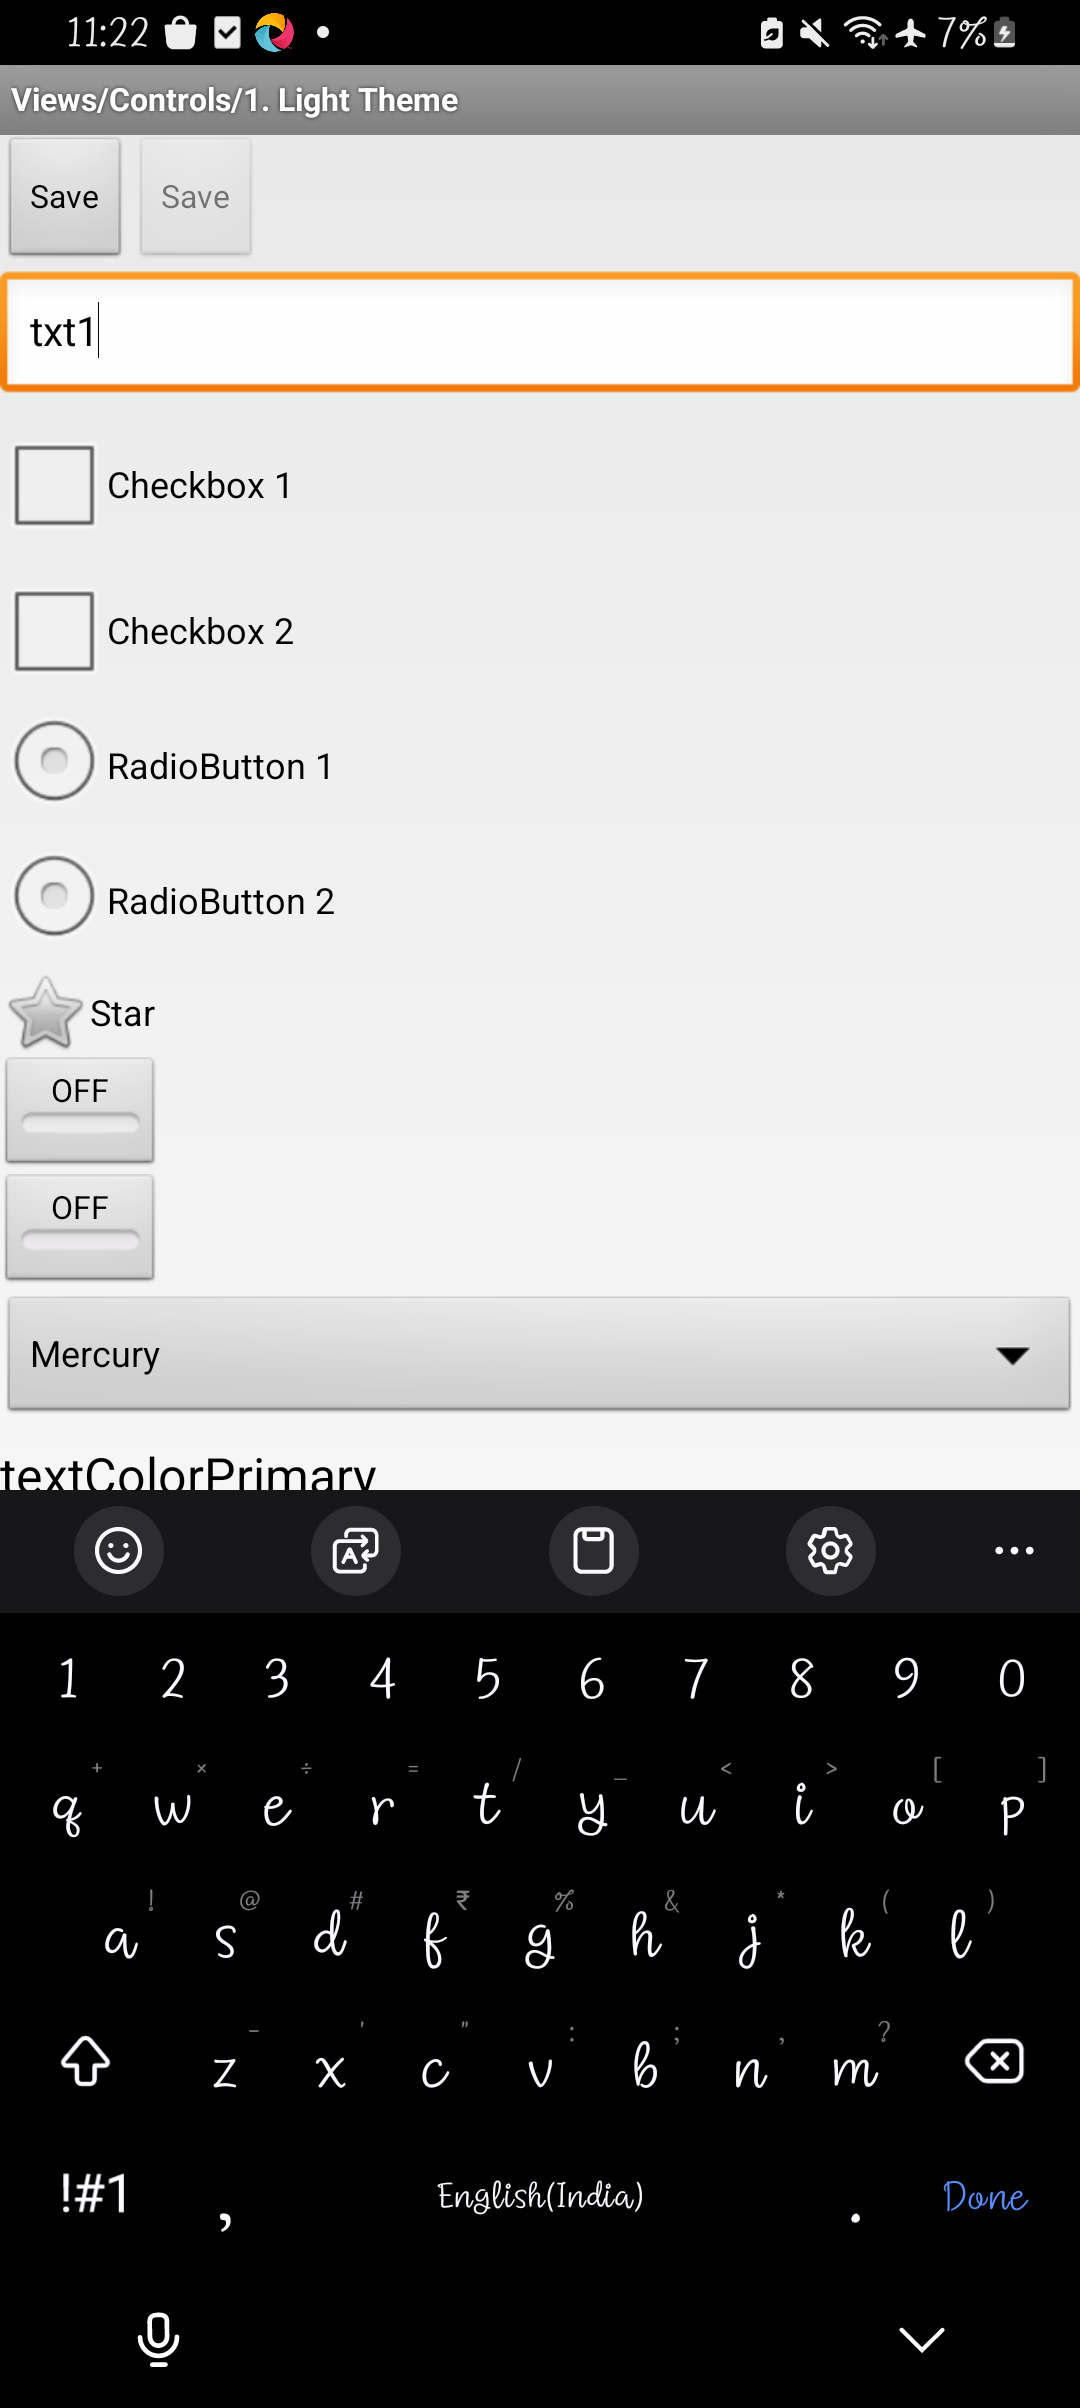 11:22 7%
Views/Controls/1. Light Theme
Save Save
txt1
Checkbox 1
Checkbox 2
RadioButton 1
RadioButton 2
Star
OFF
OFF
Mercury
textColorPrimary
1 2 3 4 5 6 7 8 9 0
+ × ÷ = / _ < > [ ]
q w e r t y u i o p
! @ # ₹ % & * ( )
a s d f g h j k l
- ' " : ; , ?
z x c v b n m
!#1 , English(India) . Done